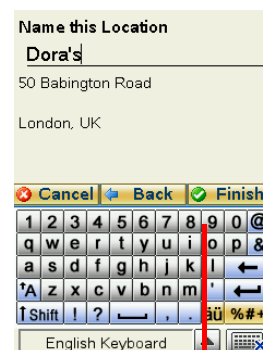 Name this Location
Dora's
50 Babington Road
London, UK
Cancel Back Finish
1 2 3 4 5 6 7 8 9 0 @
q w e r t y u i o p &
a s d f g h j k l
A z x c v b n m '
Shift ! ? , . áü %#+
English Keyboard